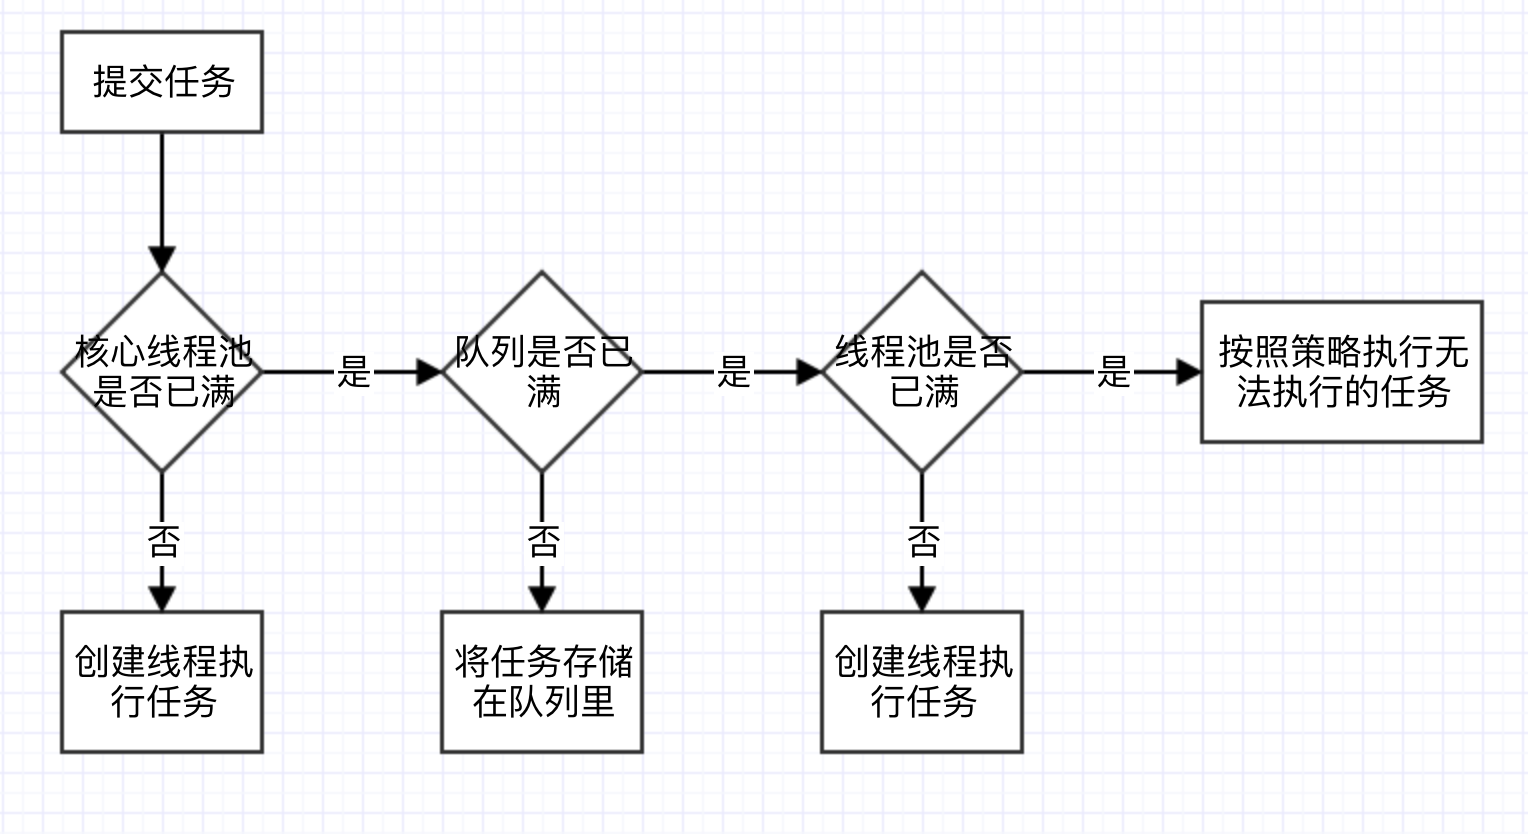 提交任务
核心线程池
是否已满
是
队列是否已
满
是
线程池是否
已满
是
按照策略执行无
法执行的任务
否
否
否
创建线程执
行任务
将任务存储
在队列里
创建线程执
行任务